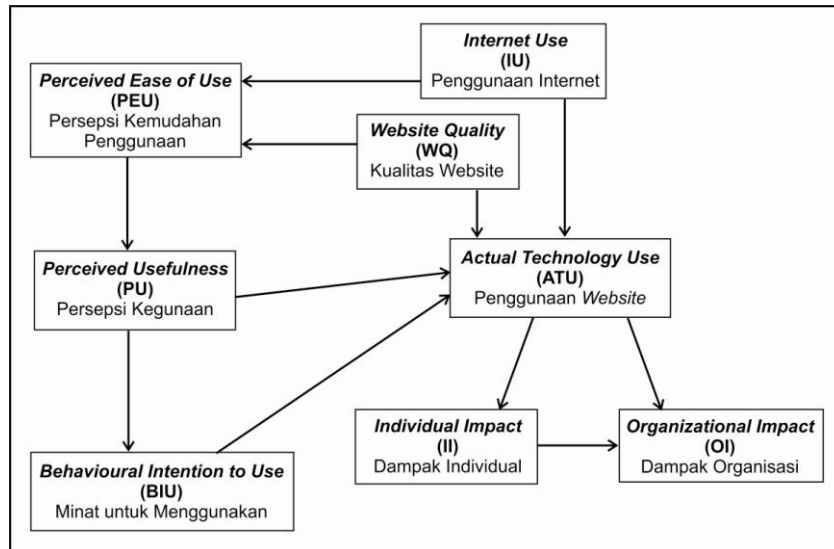 Internet Use
(IU)
Penggunaan Internet
Perceived Ease of Use
(PEU)
Persepsi Kemudahan
Penggunaan
Website Quality
(WQ)
Kualitas Website
Perceived Usefulness
(PU)
Persepsi Kegunaan
Actual Technology Use
(ATU)
Penggunaan Website
Individual Impact
(II)
Dampak Individual
Organizational Impact
(OI)
Dampak Organisasi
Behavioural Intention to Use
(BIU)
Minat untuk Menggunakan